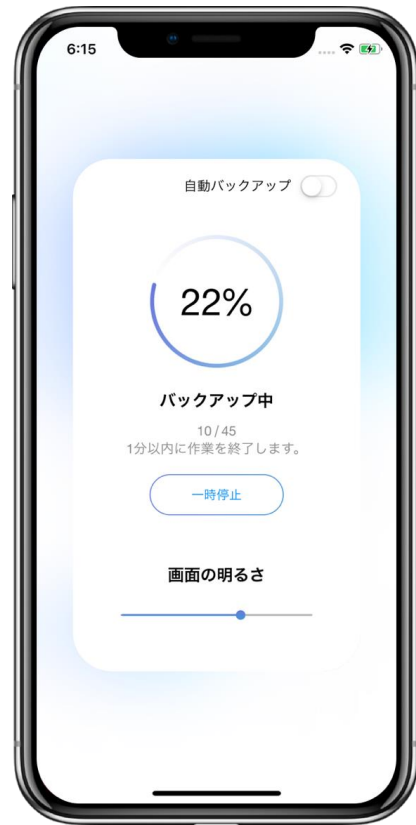 6:15
自動バックアップ
22%
バックアップ中
10/45
1分以内に作業を終了します。
一時停止
画面の明るさ